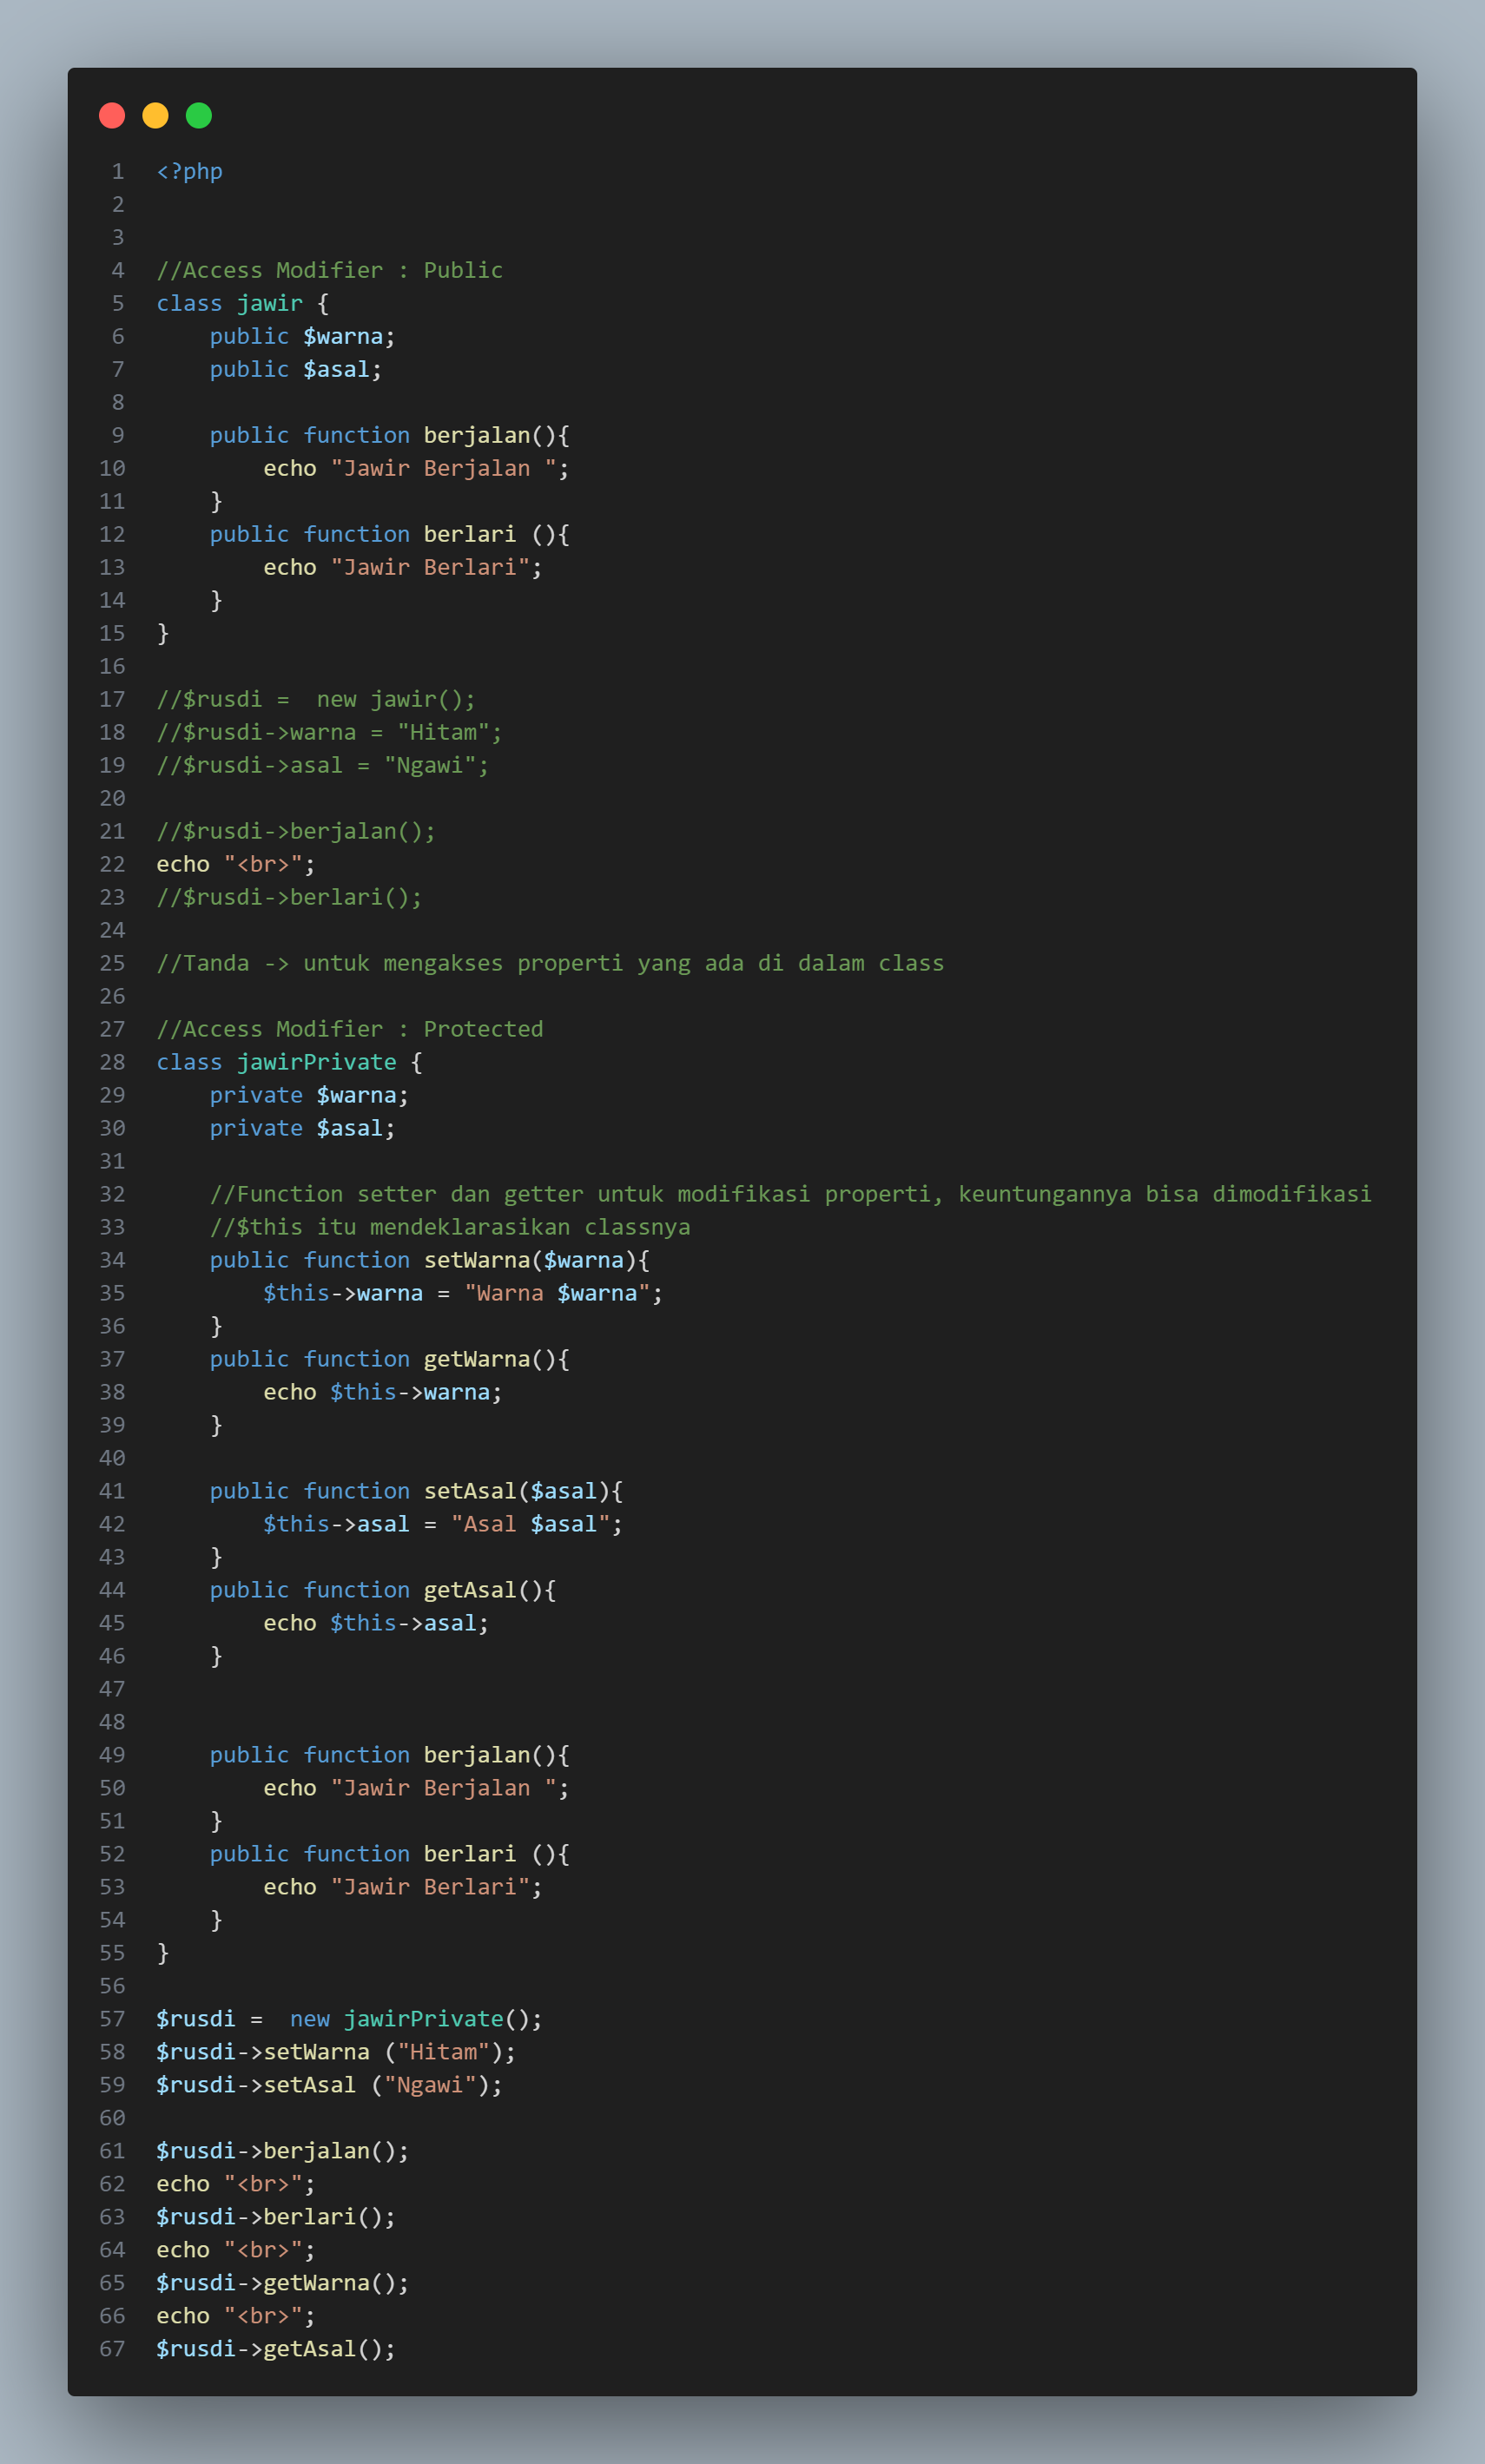 1 <?php
2
3
4 //Access Modifier : Public
5 class jawir {
6     public $warna;
7     public $asal;
8
9     public function berjalan(){
10         echo "Jawir Berjalan ";
11     }
12     public function berlari (){
13         echo "Jawir Berlari";
14     }
15 }
16
17 //$rusdi =  new jawir();
18 //$rusdi->warna = "Hitam";
19 //$rusdi->asal = "Ngawi";
20
21 //$rusdi->berjalan();
22 echo "<br>";
23 //$rusdi->berlari();
24
25 //Tanda -> untuk mengakses properti yang ada di dalam class
26
27 //Access Modifier : Protected
28 class jawirPrivate {
29     private $warna;
30     private $asal;
31
32     //Function setter dan getter untuk modifikasi properti, keuntungannya bisa dimodifikasi
33     //$this itu mendeklarasikan classnya
34     public function setWarna($warna){
35         $this->warna = "Warna $warna";
36     }
37     public function getWarna(){
38         echo $this->warna;
39     }
40
41     public function setAsal($asal){
42         $this->asal = "Asal $asal";
43     }
44     public function getAsal(){
45         echo $this->asal;
46     }
47
48
49     public function berjalan(){
50         echo "Jawir Berjalan ";
51     }
52     public function berlari (){
53         echo "Jawir Berlari";
54     }
55 }
56
57 $rusdi =  new jawirPrivate();
58 $rusdi->setWarna ("Hitam");
59 $rusdi->setAsal ("Ngawi");
60
61 $rusdi->berjalan();
62 echo "<br>";
63 $rusdi->berlari();
64 echo "<br>";
65 $rusdi->getWarna();
66 echo "<br>";
67 $rusdi->getAsal();